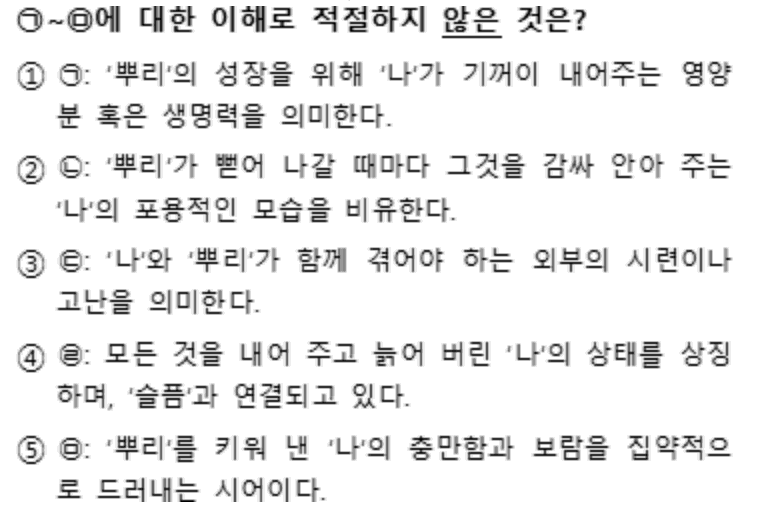 ㉠~㉤에 대한 이해로 적절하지 않은 것은?
① ㉠: '뿌리'의 성장을 위해 '나'가 기꺼이 내어주는 영양
분 혹은 생명력을 의미한다.
② ㉡: '뿌리'가 뻗어 나갈 때마다 그것을 감싸 안아 주는
'나'의 포용적인 모습을 비유한다.
③ ㉢: '나'와 '뿌리'가 함께 겪어야 하는 외부의 시련이나
고난을 의미한다.
④ ㉣: 모든 것을 내어 주고 늙어 버린 '나'의 상태를 상징
하며, '슬픔'과 연결되고 있다.
⑤ ㉤: '뿌리'를 키워 낸 '나'의 충만함과 보람을 집약적으
로 드러내는 시어이다.